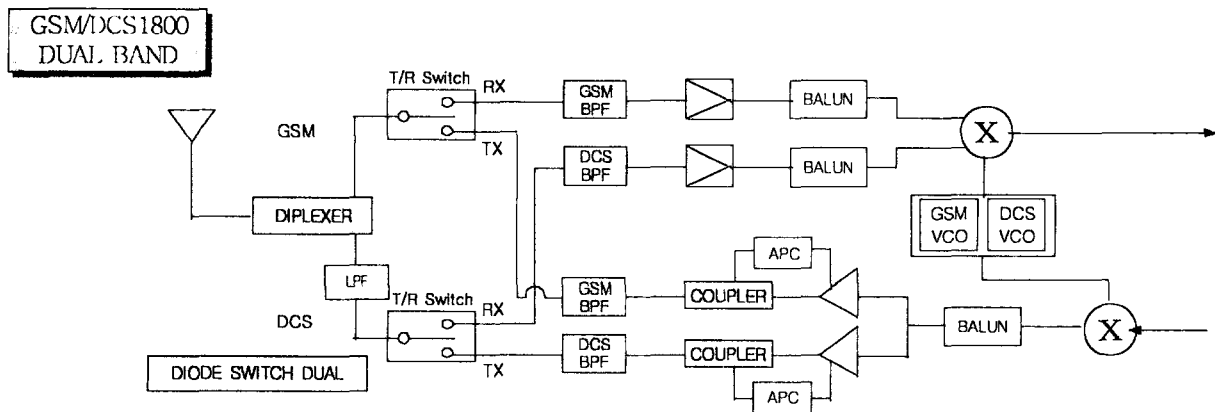 GSM/DCS1800
DUAL BAND
T/R Switch
RX
TX
GSM
GSM
BPF
BALUN
X
DCS
BPF
BALUN
DIPLEXER
GSM
VCO
DCS
VCO
LPF
APC
T/R Switch
RX
TX
GSM
BPF
COUPLER
DCS
BALUN
X
DCS
BPF
COUPLER
DIODE SWITCH DUAL
APC